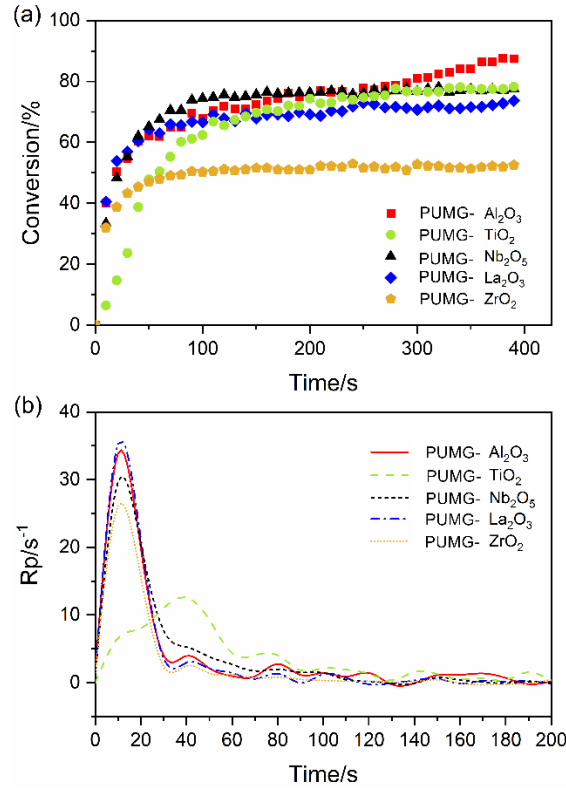 (a)
100
80
60
40
20
0
Conversion/%
PUMG- Al₂O₃
PUMG- TiO₂
PUMG- Nb₂O₅
PUMG- La₂O₃
PUMG- ZrO₂
0 100 200 300 400
Time/s
(b)
40
30
20
10
0
Rp/s⁻¹
PUMG- Al₂O₃
PUMG- TiO₂
PUMG- Nb₂O₅
PUMG- La₂O₃
PUMG- ZrO₂
0 20 40 60 80 100 120 140 160 180 200
Time/s